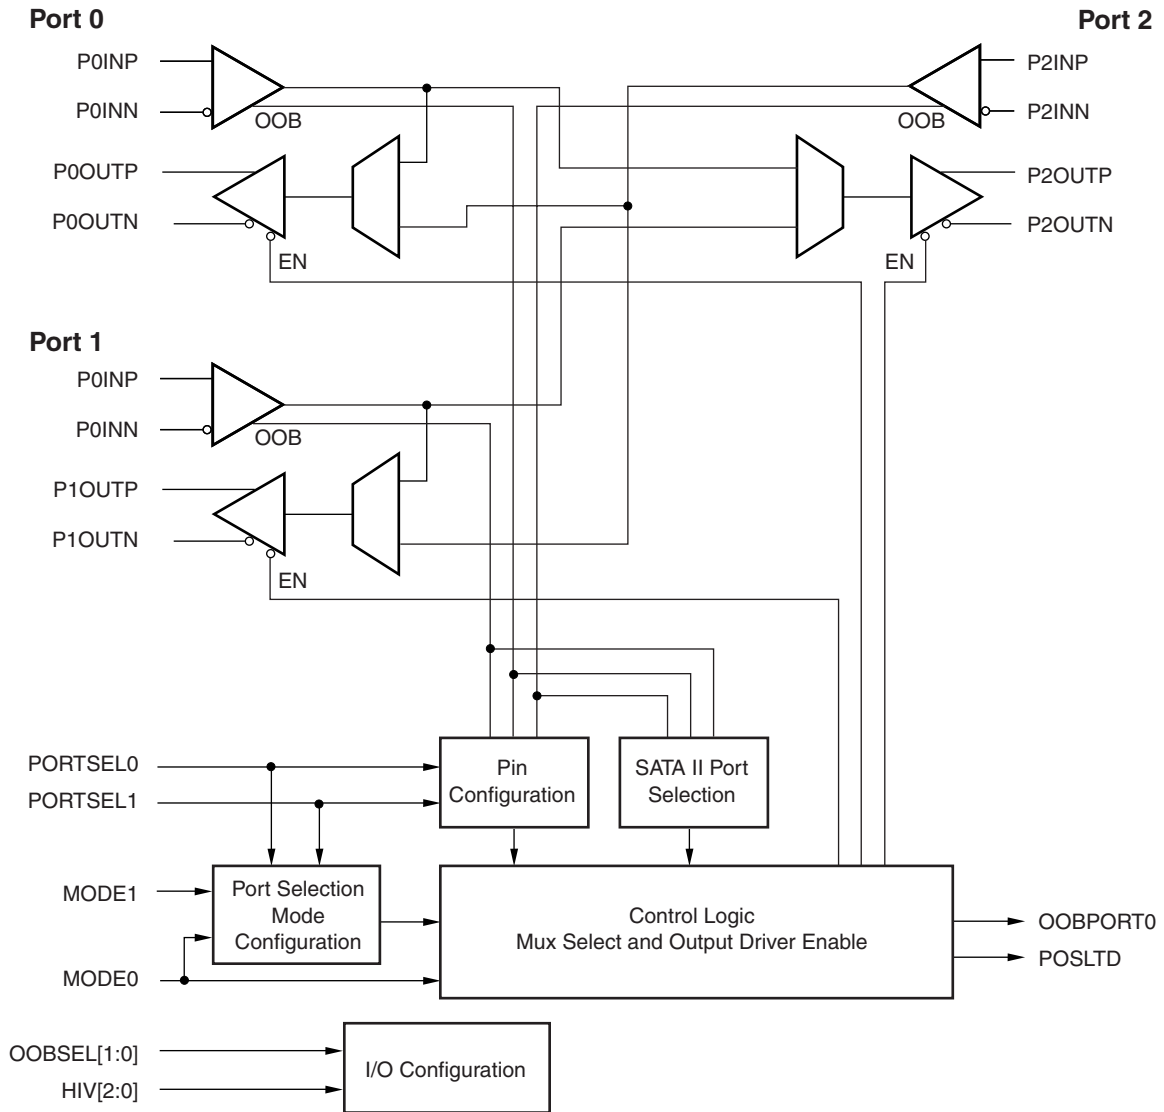 Port 0
Port 2
P0INP
P0INN
OOB
P0OUTP
P0OUTN
EN
P2INP
P2INN
OOB
P2OUTP
P2OUTN
EN
Port 1
P0INP
P0INN
OOB
P1OUTP
P1OUTN
EN
PORTSEL0
PORTSEL1
Pin
Configuration
SATA II Port
Selection
MODE1
MODE0
Port Selection
Mode
Configuration
Control Logic
Mux Select and Output Driver Enable
OOBPORT0
POSLTD
OOBSEL[1:0]
HIV[2:0]
I/O Configuration